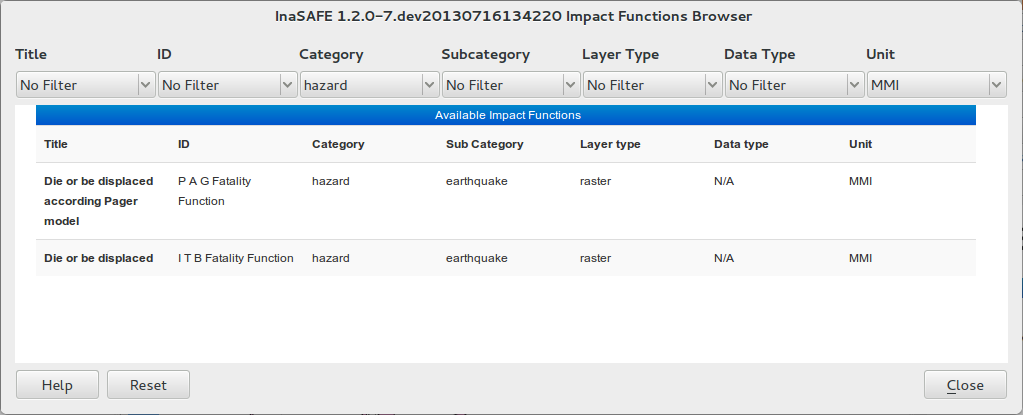 InaSAFE 1.2.0-7.dev20130716134220 Impact Functions Browser
Title ID Category Subcategory Layer Type Data Type Unit
No Filter No Filter hazard No Filter No Filter No Filter MMI
Available Impact Functions
Title ID Category Sub Category Layer type Data type Unit
Die or be displaced P A G Fatality hazard earthquake raster N/A MMI
according Pager Function
model
Die or be displaced I T B Fatality Function hazard earthquake raster N/A MMI
Help Reset Close